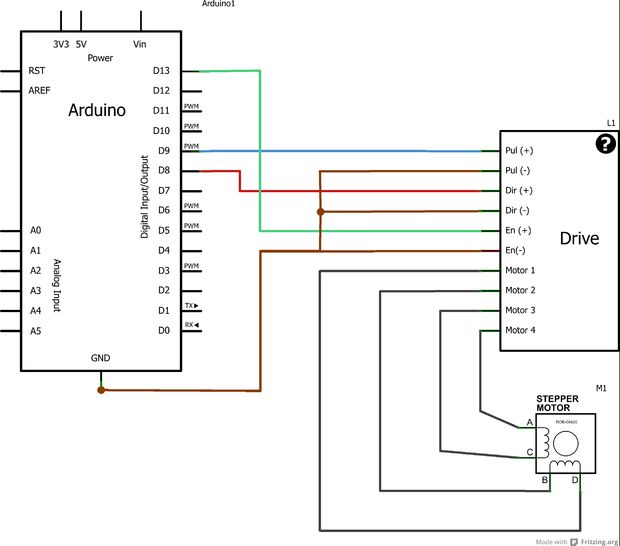 Arduino1
3V3 5V Vin
Power
RST
AREF
Arduino
D13
D12
PWM D11
PWM D10
PWM D9
D8
D7
PWM D6
PWM D5
D4
PWM D3
D2
TX D1
RX D0
Digital Input/Output
A0
A1
A2
A3
A4
A5
Analog Input
GND
L1
?
Pul (+)
Pul (-)
Dir (+)
Dir (-)
En (+)
En(-)
Motor 1
Motor 2
Motor 3
Motor 4
Drive
M1
STEPPER
MOTOR
ROB-08420
A
C
B D
Made with Fritzing.org